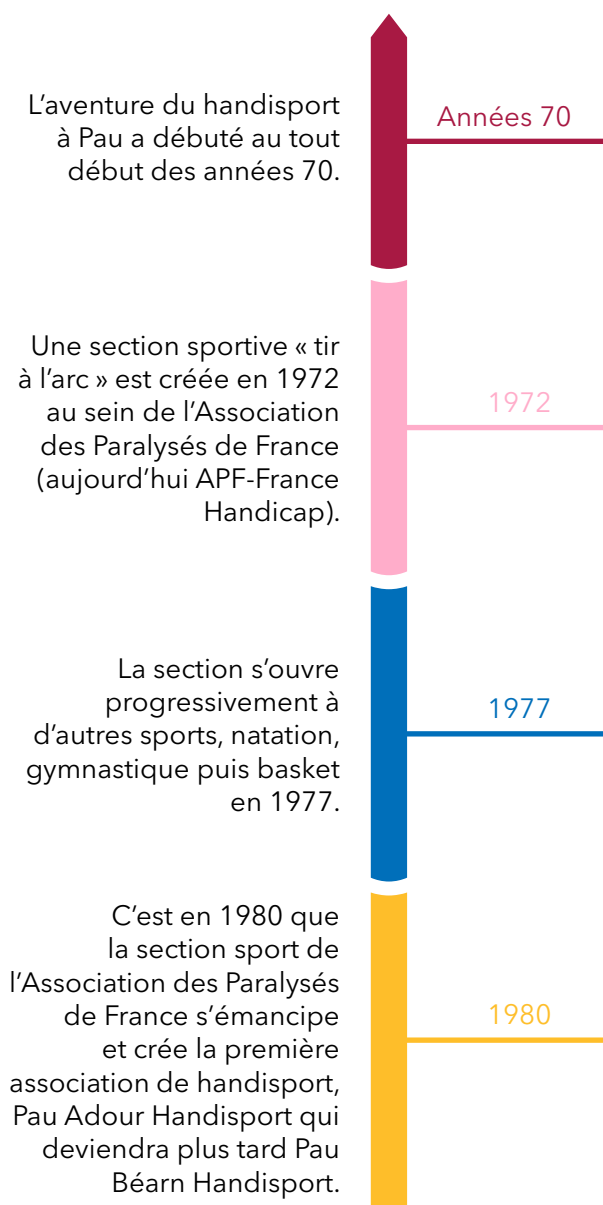 L’aventure du handisport
à Pau a débuté au tout
début des années 70.
Années 70
Une section sportive « tir
à l’arc » est créée en 1972
au sein de l’Association
des Paralysés de France
(aujourd’hui APF-France
Handicap).
1972
La section s’ouvre
progressivement à
d’autres sports, natation,
gymnastique puis basket
en 1977.
1977
C’est en 1980 que
la section sport de
l’Association des Paralysés
de France s’émancipe
et crée la première
association de handisport,
Pau Adour Handisport qui
deviendra plus tard Pau
Béarn Handisport.
1980